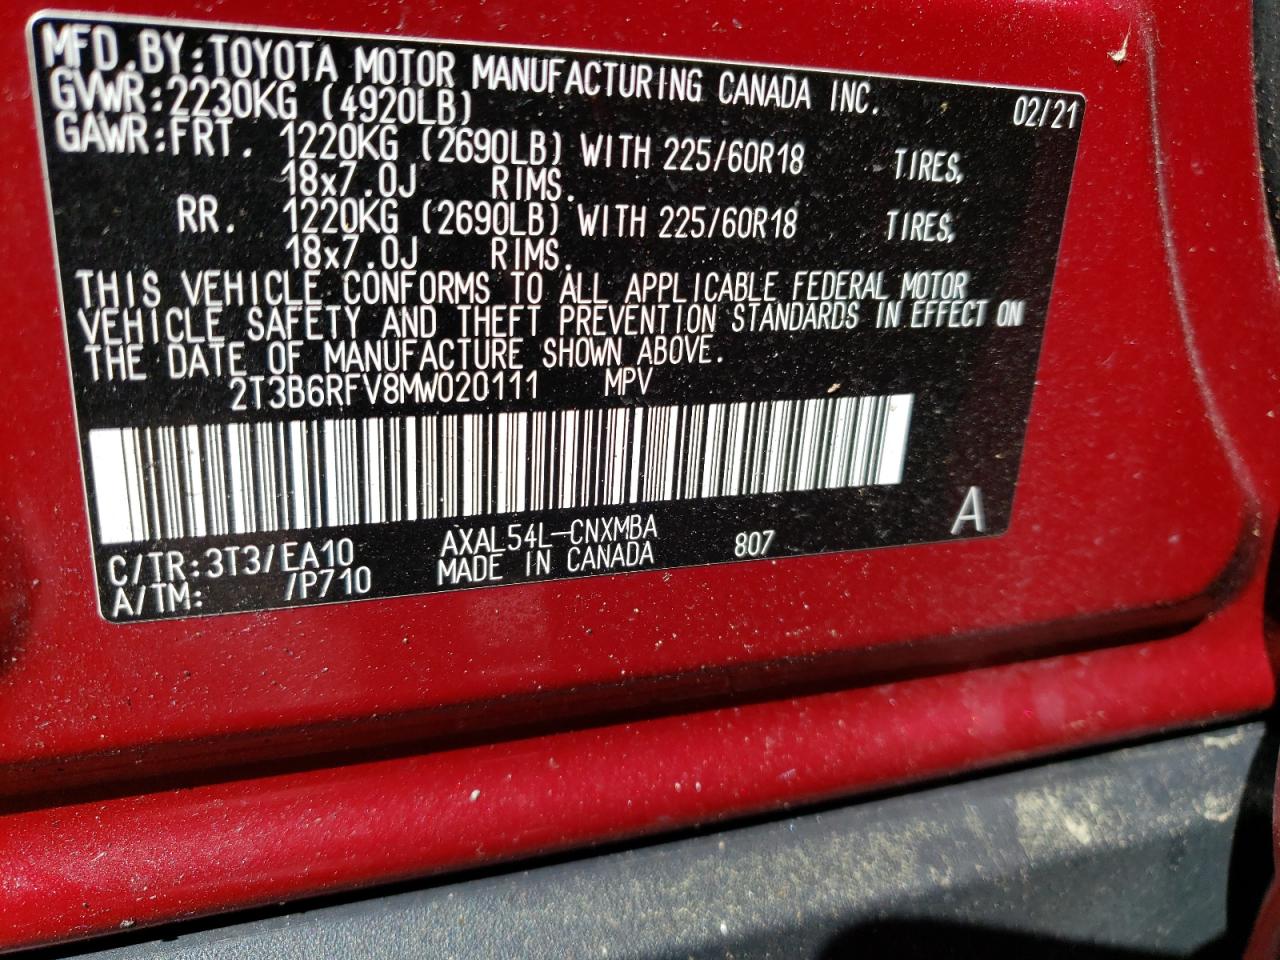 MFD.BY:TOYOTA MOTOR MANUFACTURING CANADA INC.
GVWR:2230KG (4920LB) 02/21
GAWR:FRT. 1220KG (2690LB) WITH 225/60R18 TIRES,
18x7.0J RIMS.
RR. 1220KG (2690LB) WITH 225/60R18 TIRES,
18x7.0J RIMS.
THIS VEHICLE CONFORMS TO ALL APPLICABLE FEDERAL MOTOR
VEHICLE SAFETY AND THEFT PREVENTION STANDARDS IN EFFECT ON
THE DATE OF MANUFACTURE SHOWN ABOVE.
2T3B6RFV8MW020111 MPV
A
C/TR:3T3/EA10 AXAL54L-CNXMBA 807
A/TM: /P710 MADE IN CANADA